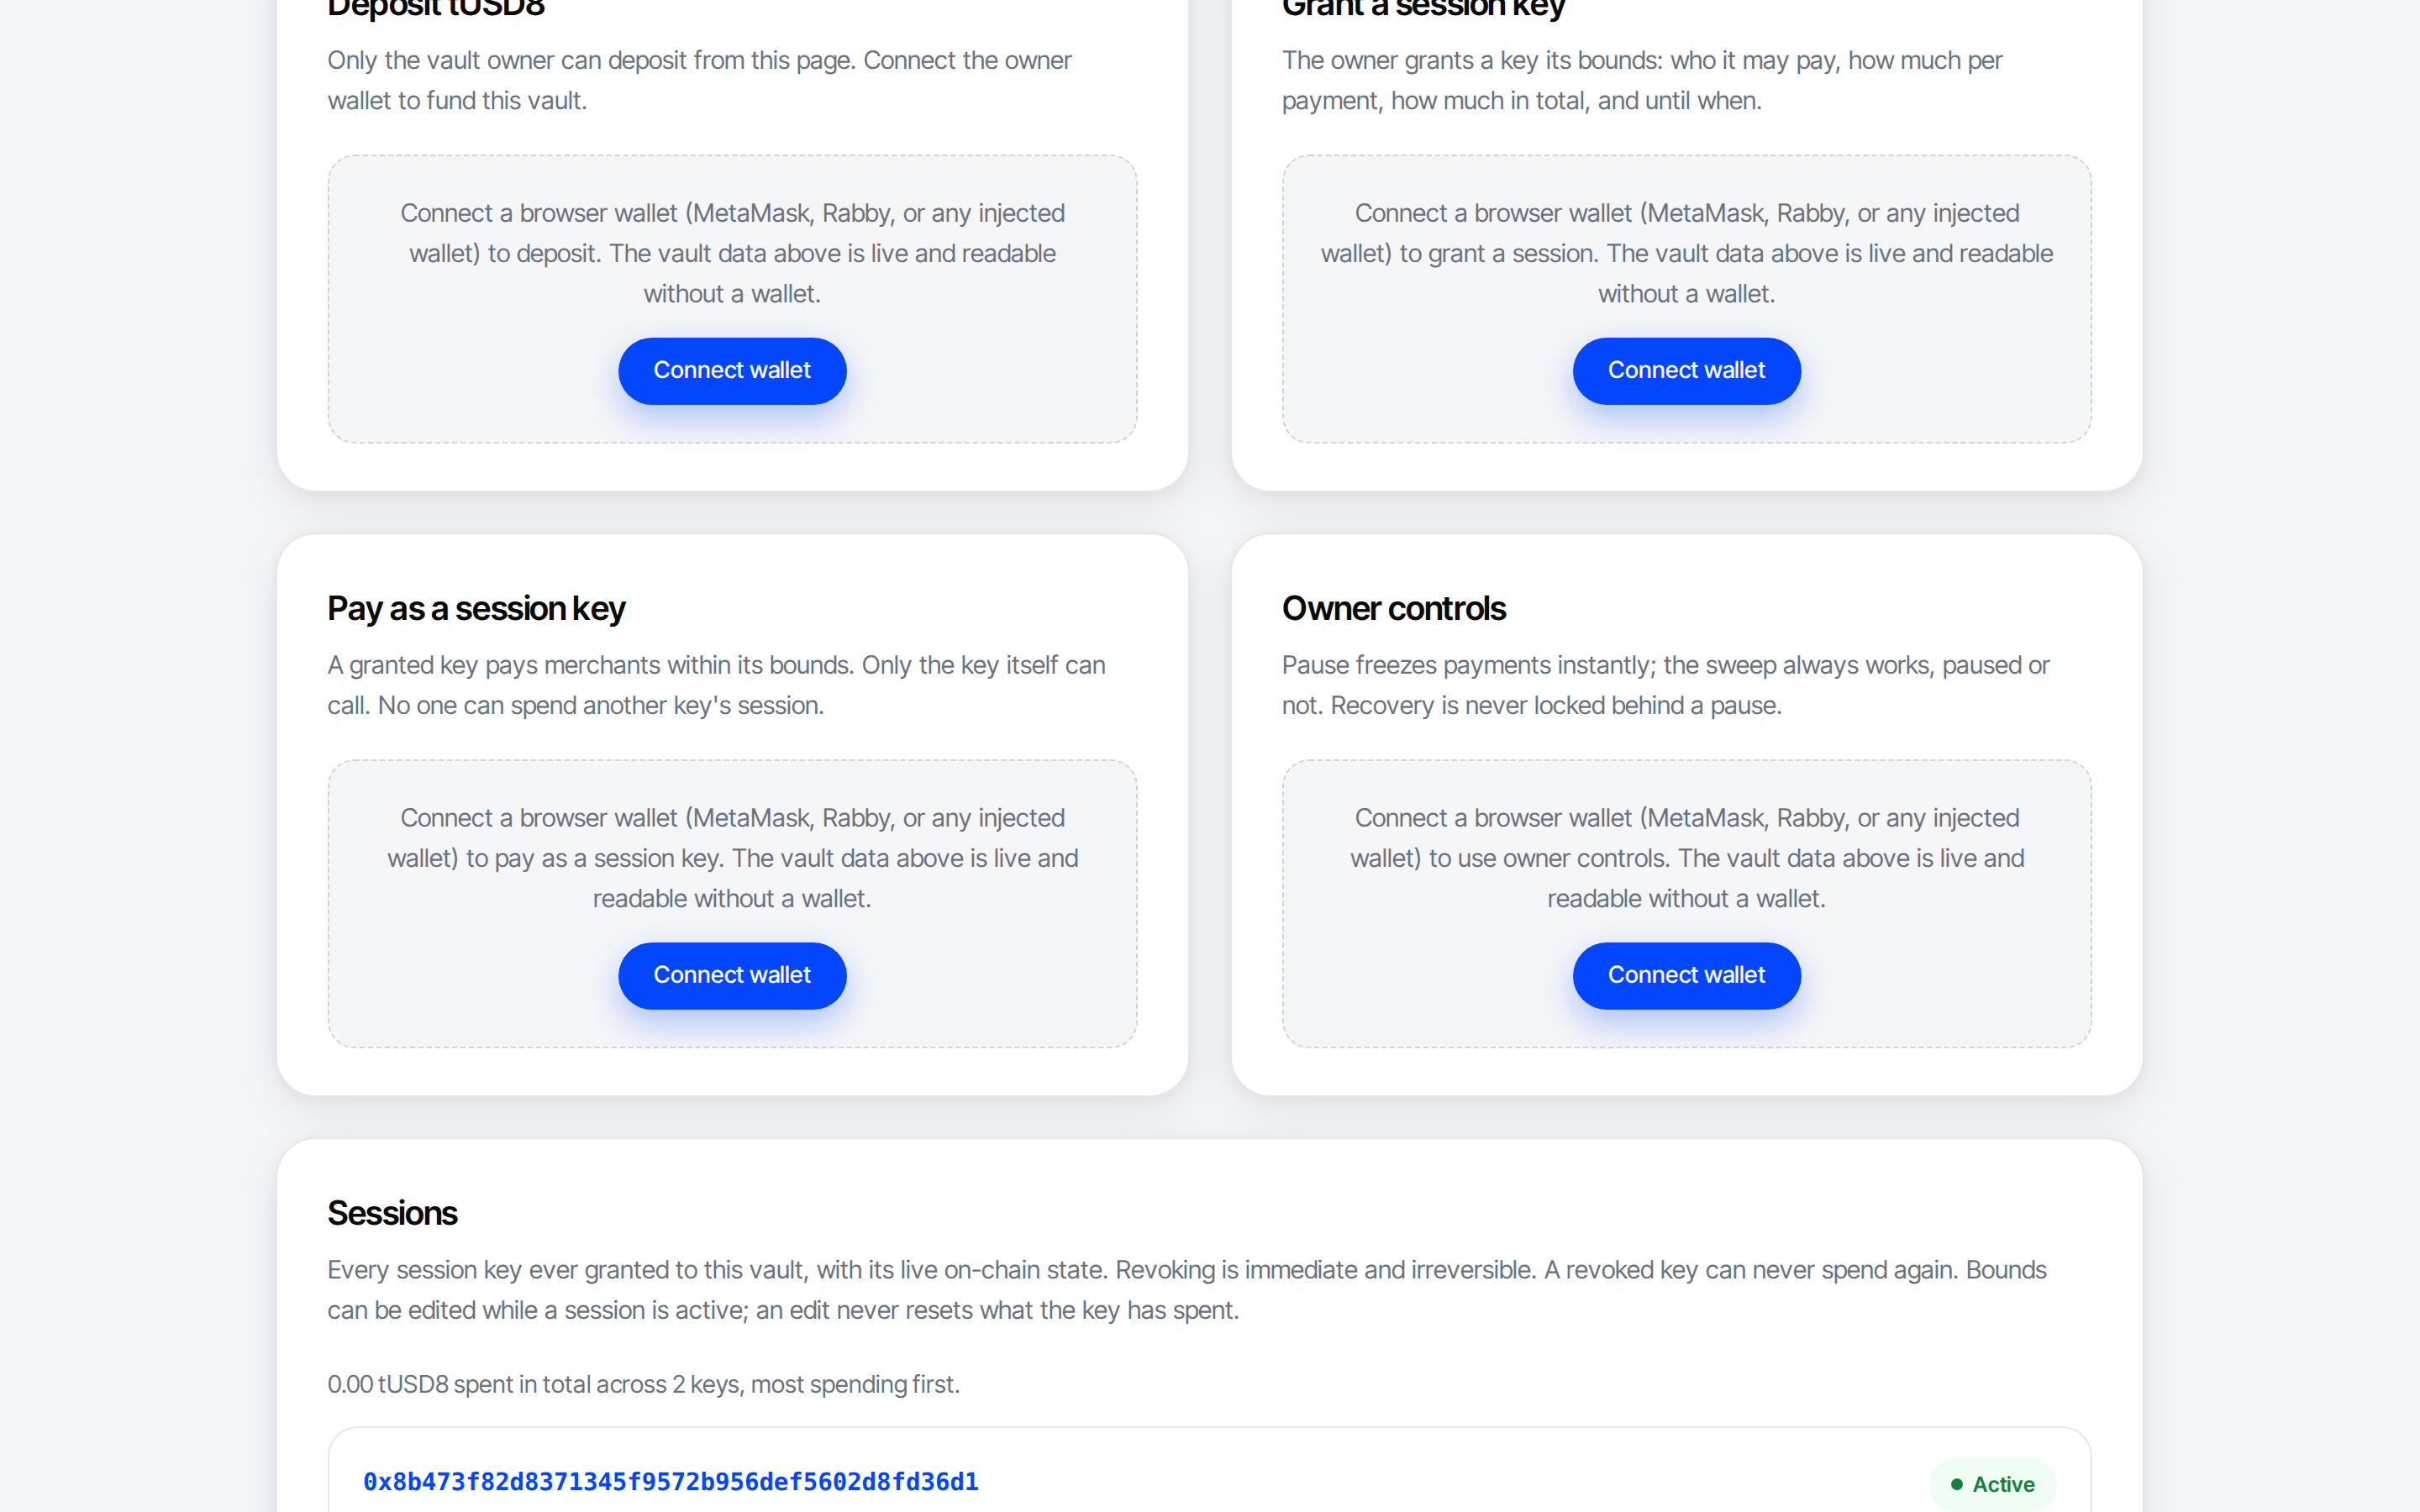 Deposit tUSD8
Only the vault owner can deposit from this page. Connect the owner
wallet to fund this vault.
Connect a browser wallet (MetaMask, Rabby, or any injected
wallet) to deposit. The vault data above is live and readable
without a wallet.
Connect wallet
Grant a session key
The owner grants a key its bounds: who it may pay, how much per
payment, how much in total, and until when.
Connect a browser wallet (MetaMask, Rabby, or any injected
wallet) to grant a session. The vault data above is live and readable
without a wallet.
Connect wallet
Pay as a session key
A granted key pays merchants within its bounds. Only the key itself can
call. No one can spend another key's session.
Connect a browser wallet (MetaMask, Rabby, or any injected
wallet) to pay as a session key. The vault data above is live and
readable without a wallet.
Connect wallet
Owner controls
Pause freezes payments instantly; the sweep always works, paused or
not. Recovery is never locked behind a pause.
Connect a browser wallet (MetaMask, Rabby, or any injected
wallet) to use owner controls. The vault data above is live and
readable without a wallet.
Connect wallet
Sessions
Every session key ever granted to this vault, with its live on-chain state. Revoking is immediate and irreversible. A revoked key can never spend again. Bounds
can be edited while a session is active; an edit never resets what the key has spent.
0.00 tUSD8 spent in total across 2 keys, most spending first.
0x8b473f82d8371345f9572b956def5602d8fd36d1
Active